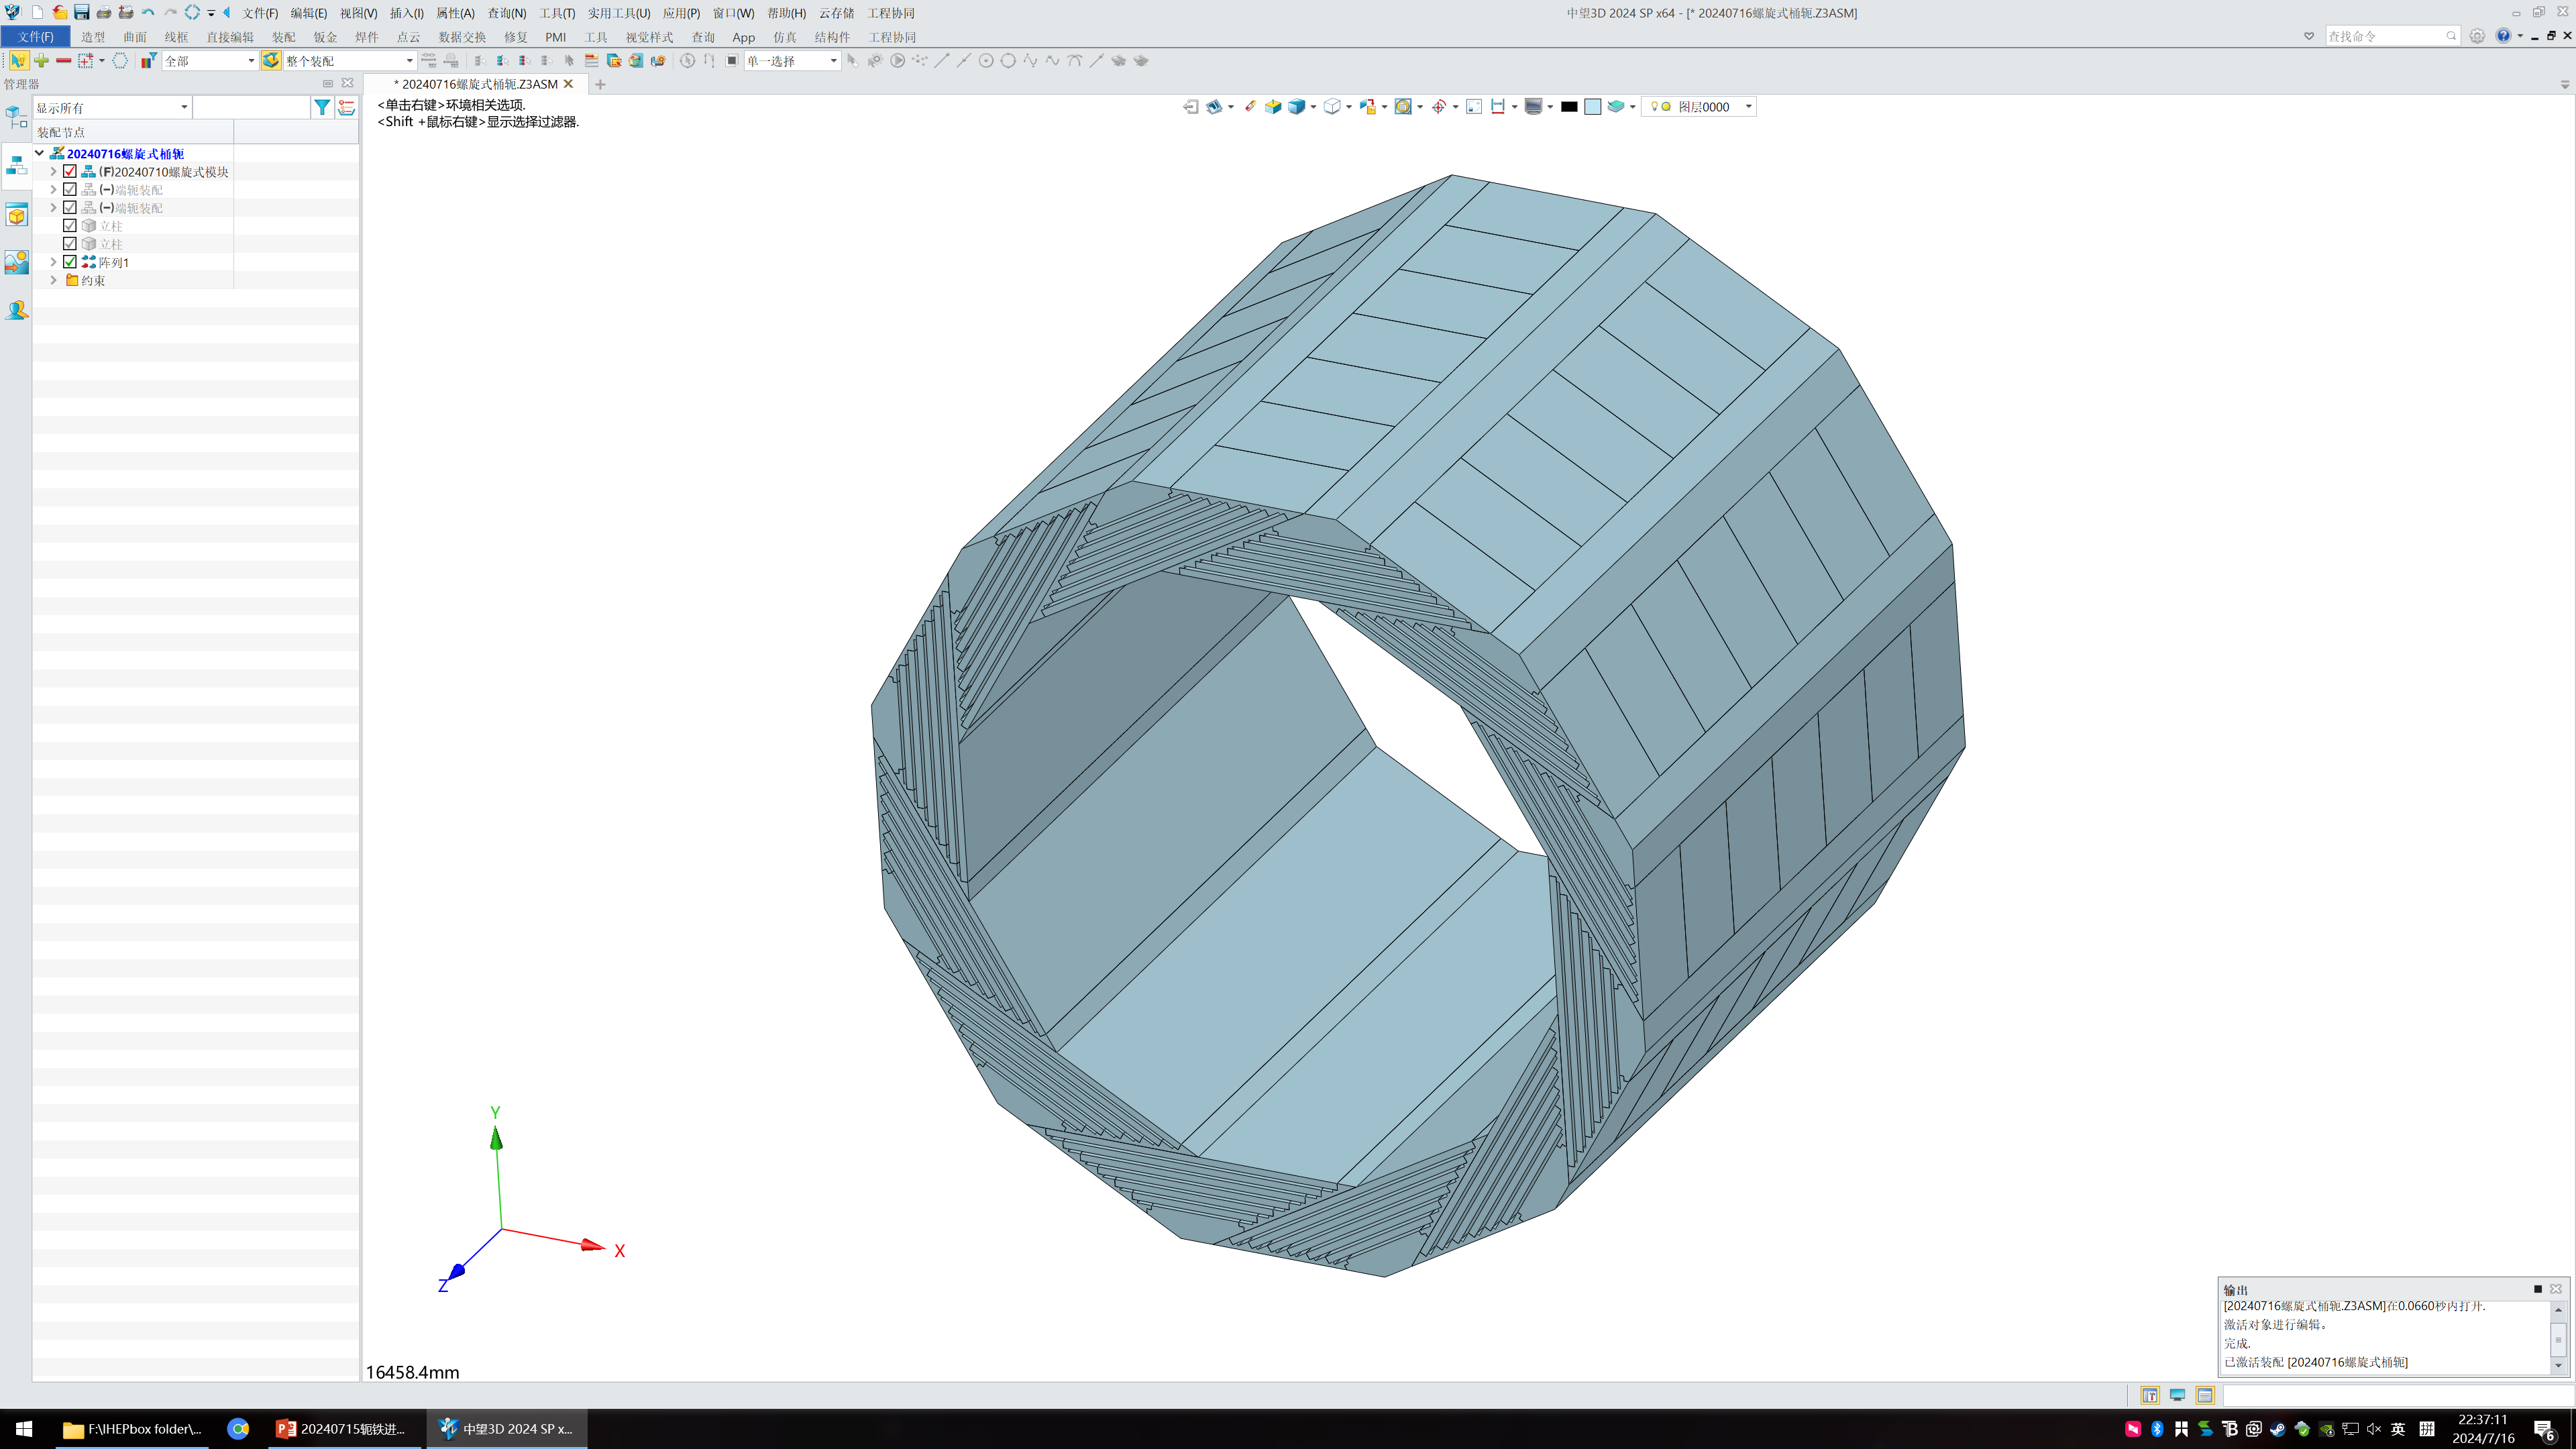 文件(F) 编辑(E) 视图(V) 插入(I) 属性(A) 查询(N) 工具(T) 实用工具(U) 应用(P) 窗口(W) 帮助(H) 云存储 工程协同
中望3D 2024 SP x64 - [* 20240716螺旋式桶轭.Z3ASM]
文件(F) 造型 曲面 线框 直接编辑 装配 钣金 焊件 点云 数据交换 修复 PMI 工具 视觉样式 查询 App 仿真 结构件 工程协同
查找命令
全部
整个装配
单一选择
管理器
* 20240716螺旋式桶轭.Z3ASM
显示所有
<单击右键>环境相关选项.
<Shift +鼠标右键>显示选择过滤器.
图层0000
装配节点
20240716螺旋式桶轭
(F)20240710螺旋式模块
(-)端轭装配
(-)端轭装配
立柱
立柱
阵列1
约束
Y
X
Z
16458.4mm
输出
[20240716螺旋式桶轭.Z3ASM]在0.0660秒内打开.
激活对象进行编辑。
完成.
已激活装配 [20240716螺旋式桶轭]
F:\IHEPbox folder\...
20240715轭铁进...
中望3D 2024 SP x...
英
拼
22:37:11
2024/7/16
6